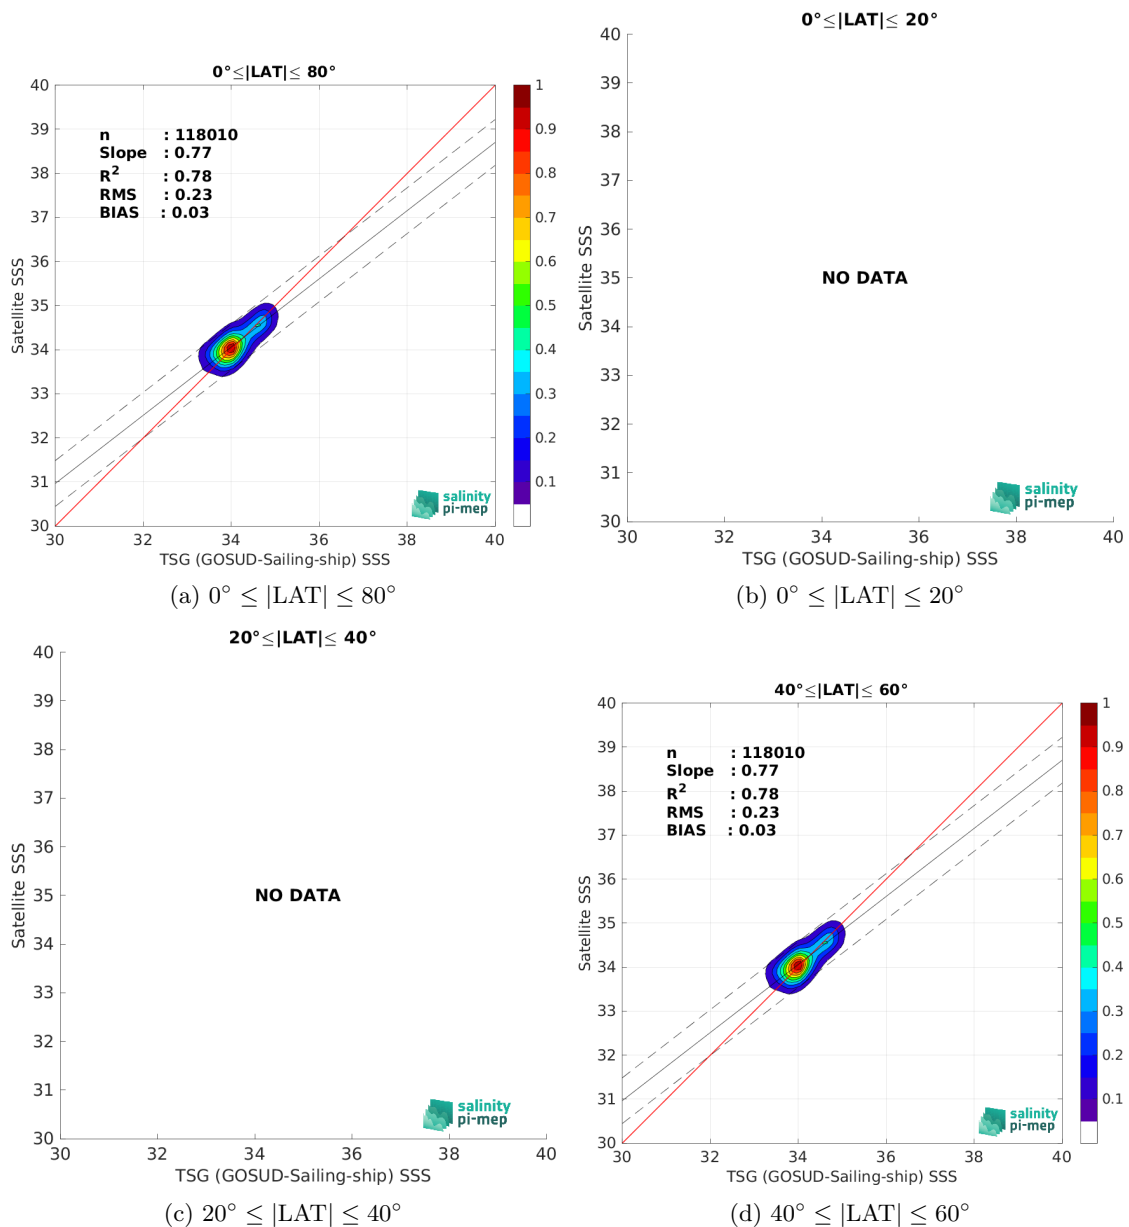 0°≤|LAT|≤ 80°
40
39
38
37
36
35
34
33
32
31
30
Satellite SSS
n : 118010
Slope : 0.77
R² : 0.78
RMS : 0.23
BIAS : 0.03
1
0.9
0.8
0.7
0.6
0.5
0.4
0.3
0.2
0.1
salinity
pi-mep
30 32 34 36 38 40
TSG (GOSUD-Sailing-ship) SSS
(a) 0° ≤ |LAT| ≤ 80°
0°≤|LAT|≤ 20°
40
39
38
37
36
35
34
33
32
31
30
Satellite SSS
NO DATA
salinity
pi-mep
30 32 34 36 38 40
TSG (GOSUD-Sailing-ship) SSS
(b) 0° ≤ |LAT| ≤ 20°
20°≤|LAT|≤ 40°
40
39
38
37
36
35
34
33
32
31
30
Satellite SSS
NO DATA
salinity
pi-mep
30 32 34 36 38 40
TSG (GOSUD-Sailing-ship) SSS
(c) 20° ≤ |LAT| ≤ 40°
40°≤|LAT|≤ 60°
40
39
38
37
36
35
34
33
32
31
30
Satellite SSS
n : 118010
Slope : 0.77
R² : 0.78
RMS : 0.23
BIAS : 0.03
1
0.9
0.8
0.7
0.6
0.5
0.4
0.3
0.2
0.1
salinity
pi-mep
30 32 34 36 38 40
TSG (GOSUD-Sailing-ship) SSS
(d) 40° ≤ |LAT| ≤ 60°